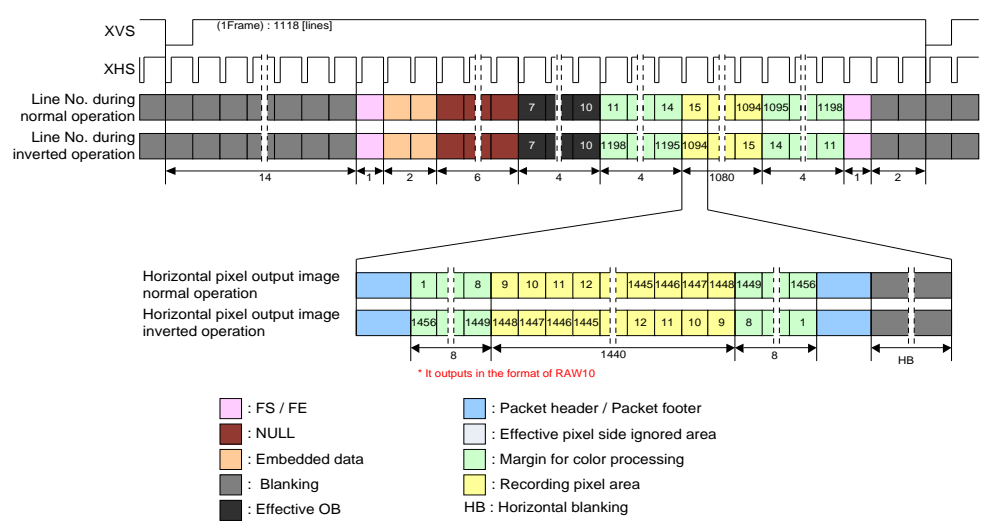 XVS
(1Frame) : 1118 [lines]
XHS
Line No. during
normal operation
7 10 11 14 15 1094 1095 1198
Line No. during
inverted operation
7 10 1198 1195 1094 15 14 11
14 1 2 6 4 4 1080 4 1 2
Horizontal pixel output image
normal operation
1 8 9 10 11 12 1445 1446 1447 1448 1449 1456
Horizontal pixel output image
inverted operation
1456 1449 1448 1447 1446 1445 12 11 10 9 8 1
8 1440 8 HB
* It outputs in the format of RAW10
: FS / FE
: NULL
: Embedded data
: Blanking
: Effective OB
: Packet header / Packet footer
: Effective pixel side ignored area
: Margin for color processing
: Recording pixel area
HB : Horizontal blanking